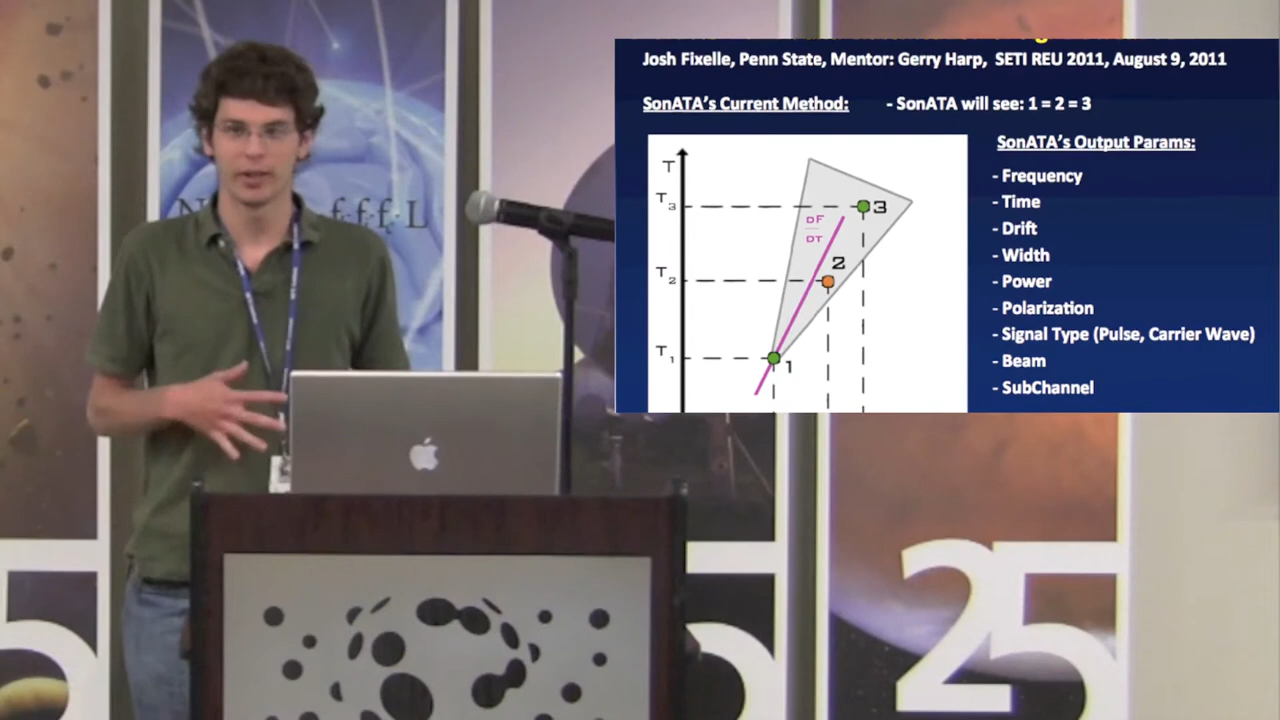 Josh Fixelle, Penn State, Mentor: Gerry Harp, SETI REU 2011, August 9, 2011
SonATA's Current Method: - SonATA will see: 1 = 2 = 3
SonATA's Output Params:
- Frequency
- Time
- Drift
- Width
- Power
- Polarization
- Signal Type (Pulse, Carrier Wave)
- Beam
- SubChannel
T
T3
T2
T1
DF
DT
3
2
1
N
f f f L
25
5